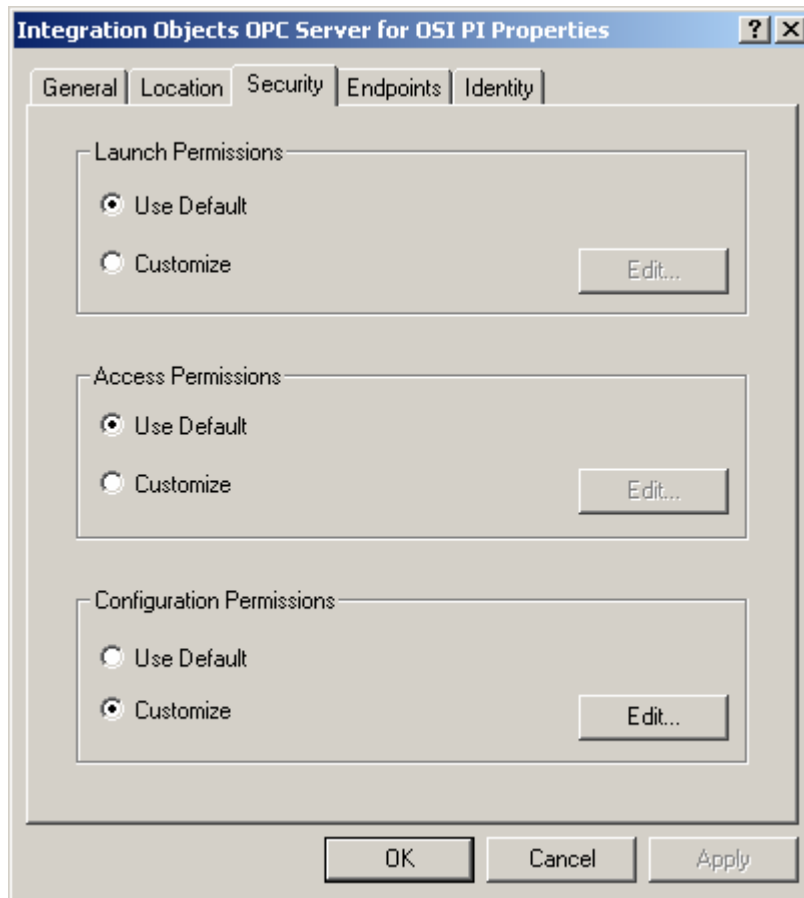 Integration Objects OPC Server for OSI PI Properties
General Location Security Endpoints Identity
Launch Permissions
Use Default
Customize
Edit...
Access Permissions
Use Default
Customize
Edit...
Configuration Permissions
Use Default
Customize
Edit...
OK Cancel Apply